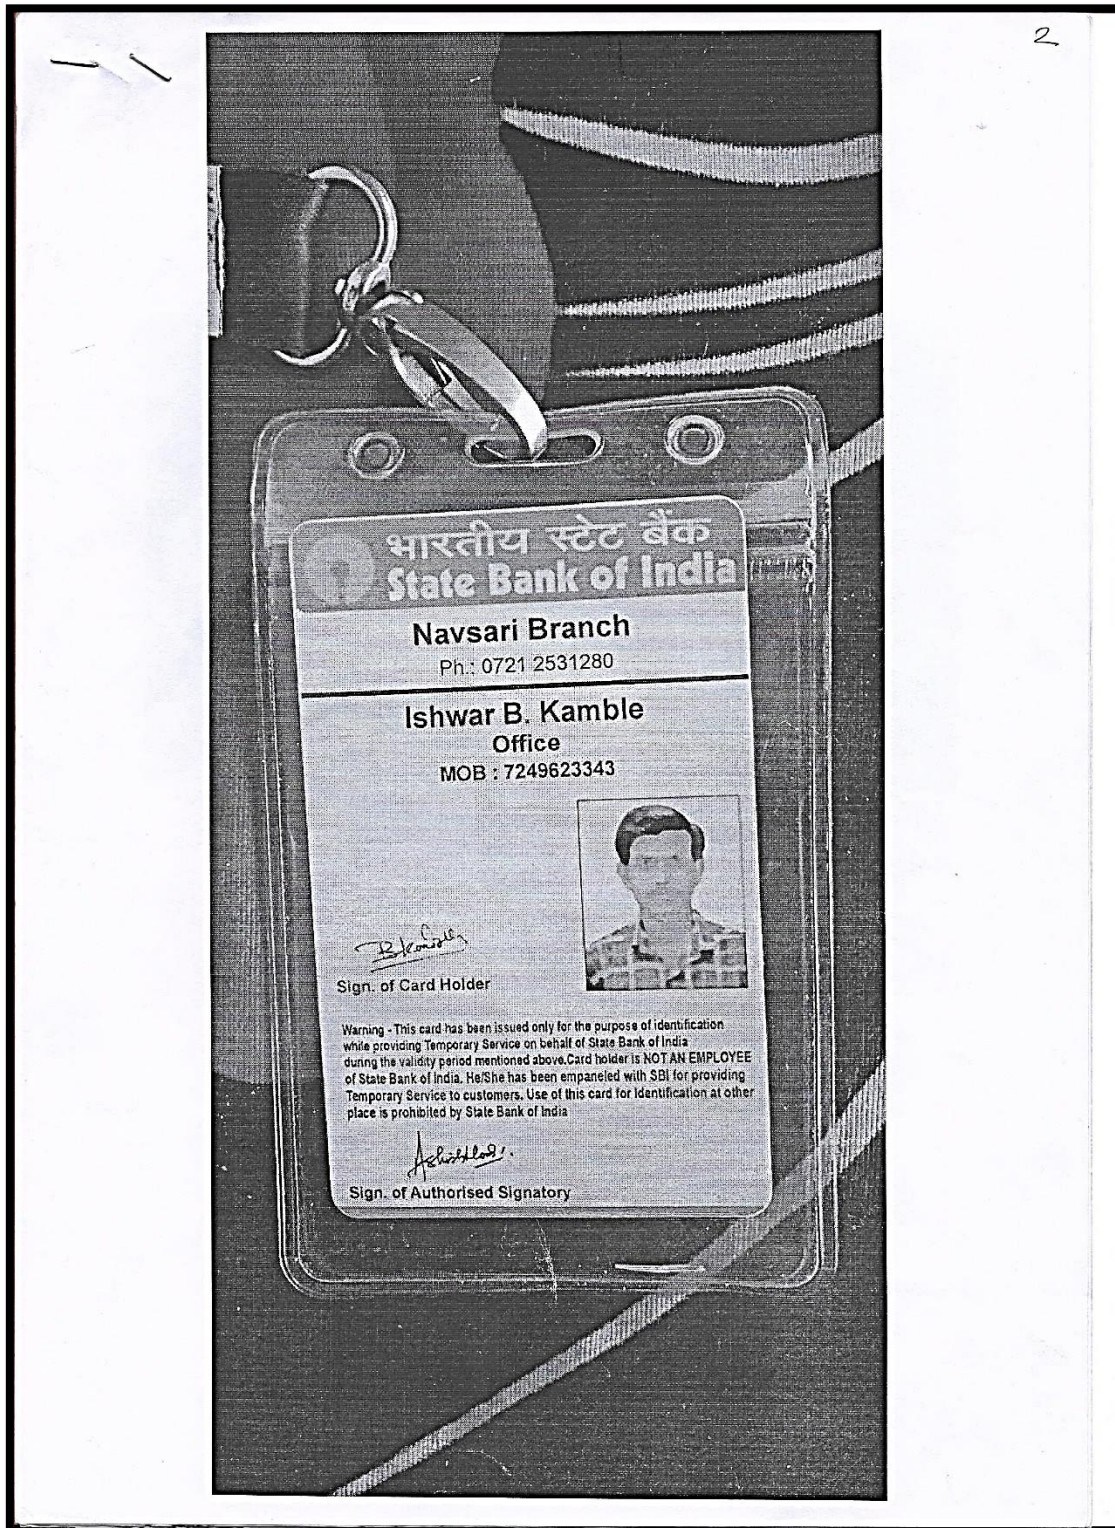 2
भारतीय स्टेट बैंक
State Bank of India
Navsari Branch
Ph.: 0721 2531280
Ishwar B. Kamble
Office
MOB : 7249623343
Sign. of Card Holder
Warning - This card has been issued only for the purpose of identification
while providing Temporary Service on behalf of State Bank of India
during the validity period mentioned above.Card holder is NOT AN EMPLOYEE
of State Bank of India. He/She has been empaneled with SBI for providing
Temporary Service to customers. Use of this card for Identification at other
place is prohibited by State Bank of India
Sign. of Authorised Signatory